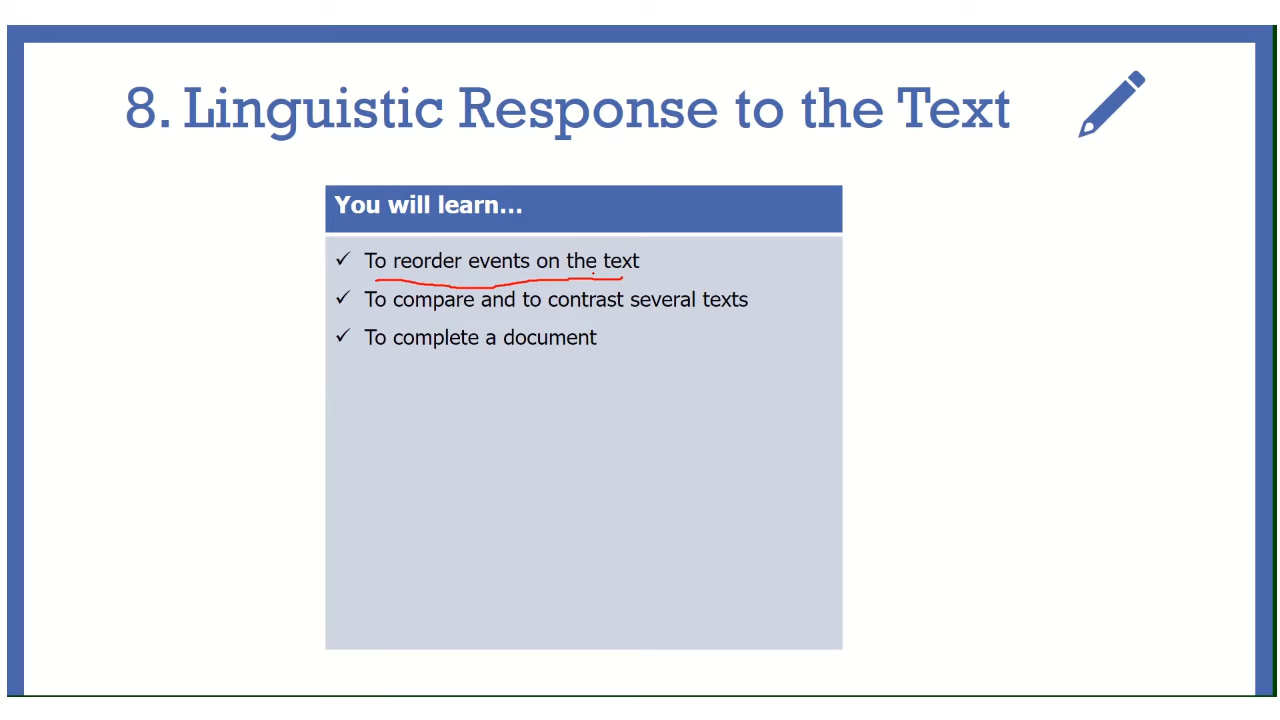 8. Linguistic Response to the Text
You will learn...
✓ To reorder events on the text
✓ To compare and to contrast several texts
✓ To complete a document